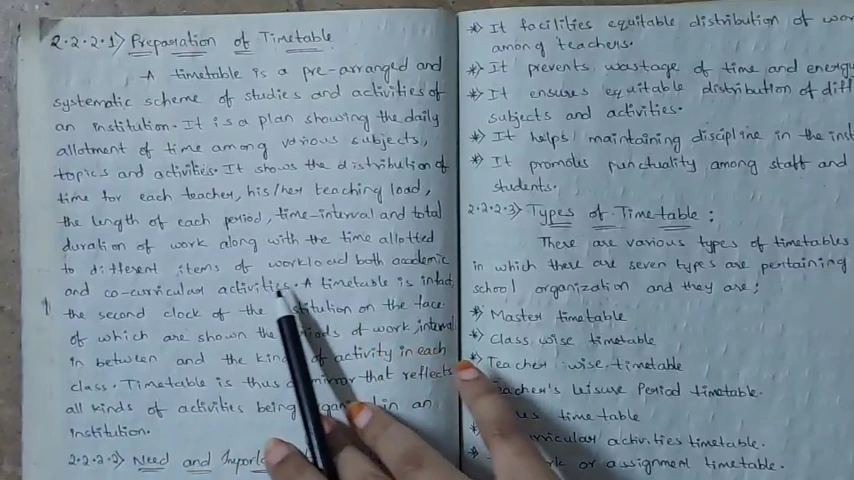 2.2.2.1) Preparation of Timetable
A timetable is a pre-arranged and
systematic scheme of studies and activities of
an institution. It is a plan showing the daily
allotment of time among various subjects,
topics and activities. It shows the distribution of
time for each teacher, his/her teaching load,
the length of each period, time-interval and total
duration of work along with the time allotted
to different items of workload both academic
and co-curricular activities. A timetable is infact,
the second clock of the institution on the face
of which are shown the periods of work, interval
in between and the kind of activity in each
class. Timetable is thus a mirror that reflects
all kinds of activities being in an
institution.
2.2.2.2) Need and
* It facilities equitable distribution of
among teachers.
* It prevents wastage of time and energy
* It ensures equitable distribution of
subjects and activities.
* It helps maintaining discipline in the
* It promotes punctuality among staff and
students.
2.2.2.3) Types of Timetable :
There are various types of timetables
in which there are seven types are pertaining
school organization and they are;
* Master timetable
* Class wise timetable
* Teacher wise timetable
Teacher's leisure Period timetable.
time table
activities timetable.
or assignment timetable.